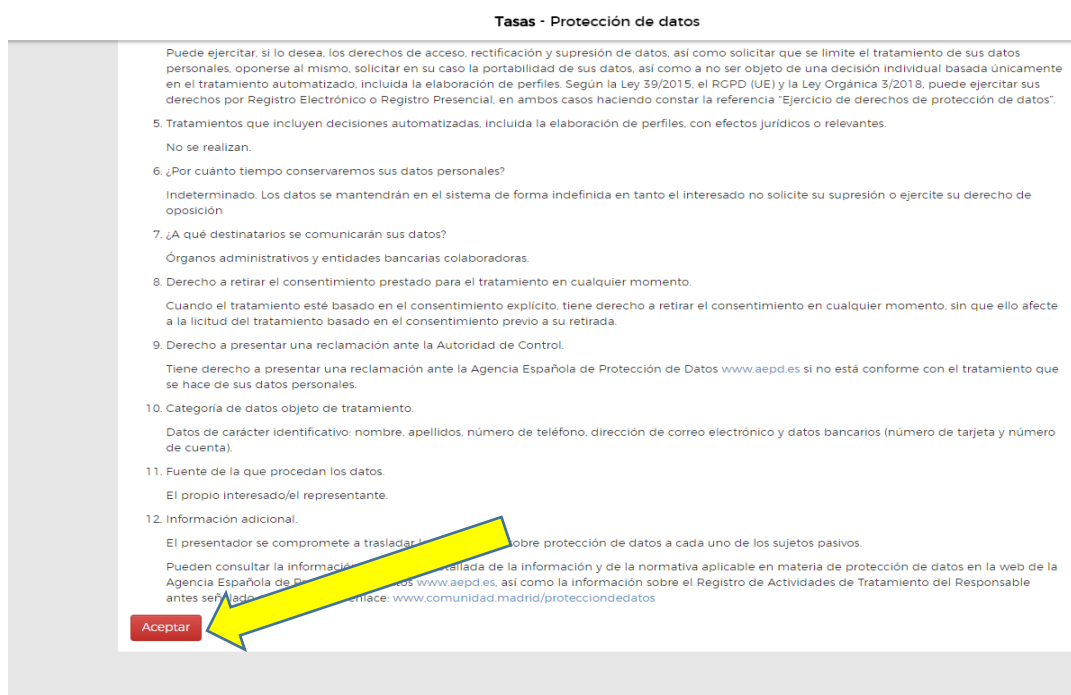 Tasas - Protección de datos
Puede ejercitar, si lo desea, los derechos de acceso, rectificación y supresión de datos, así como solicitar que se limite el tratamiento de sus datos
personales, oponerse al mismo, solicitar en su caso la portabilidad de sus datos, así como a no ser objeto de una decisión individual basada únicamente
en el tratamiento automatizado, incluida la elaboración de perfiles. Según la Ley 39/2015, el RGPD (UE) y la Ley Orgánica 3/2018, puede ejercitar sus
derechos por Registro Electrónico o Registro Presencial, en ambos casos haciendo constar la referencia "Ejercicio de derechos de protección de datos".
5. Tratamientos que incluyen decisiones automatizadas, incluida la elaboración de perfiles, con efectos jurídicos o relevantes.
No se realizan.
6. ¿Por cuánto tiempo conservaremos sus datos personales?
Indeterminado. Los datos se mantendrán en el sistema de forma indefinida en tanto el interesado no solicite su supresión o ejercite su derecho de
oposición
7. ¿A qué destinatarios se comunicarán sus datos?
Órganos administrativos y entidades bancarias colaboradoras.
8. Derecho a retirar el consentimiento prestado para el tratamiento en cualquier momento.
Cuando el tratamiento esté basado en el consentimiento explícito, tiene derecho a retirar el consentimiento en cualquier momento, sin que ello afecte
a la licitud del tratamiento basado en el consentimiento previo a su retirada.
9. Derecho a presentar una reclamación ante la Autoridad de Control.
Tiene derecho a presentar una reclamación ante la Agencia Española de Protección de Datos www.aepd.es si no está conforme con el tratamiento que
se hace de sus datos personales.
10. Categoría de datos objeto de tratamiento.
Datos de carácter identificativo: nombre, apellidos, número de teléfono, dirección de correo electrónico y datos bancarios (número de tarjeta y número
de cuenta).
11. Fuente de la que procedan los datos.
El propio interesado/el representante.
12. Información adicional.
El presentador se compromete a trasladar sobre protección de datos a cada uno de los sujetos pasivos.
Pueden consultar la información de la información y de la normativa aplicable en materia de protección de datos en la web de la
Agencia Española de www.aepd.es, así como la información sobre el Registro de Actividades de Tratamiento del Responsable
antes enlace: www.comunidad.madrid/protecciondedatos
Aceptar